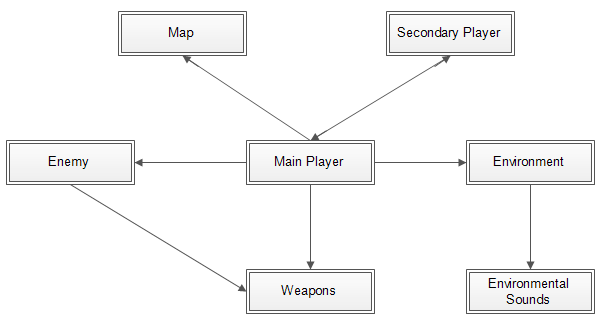 Map
Secondary Player
Enemy
Main Player
Environment
Weapons
Environmental
Sounds